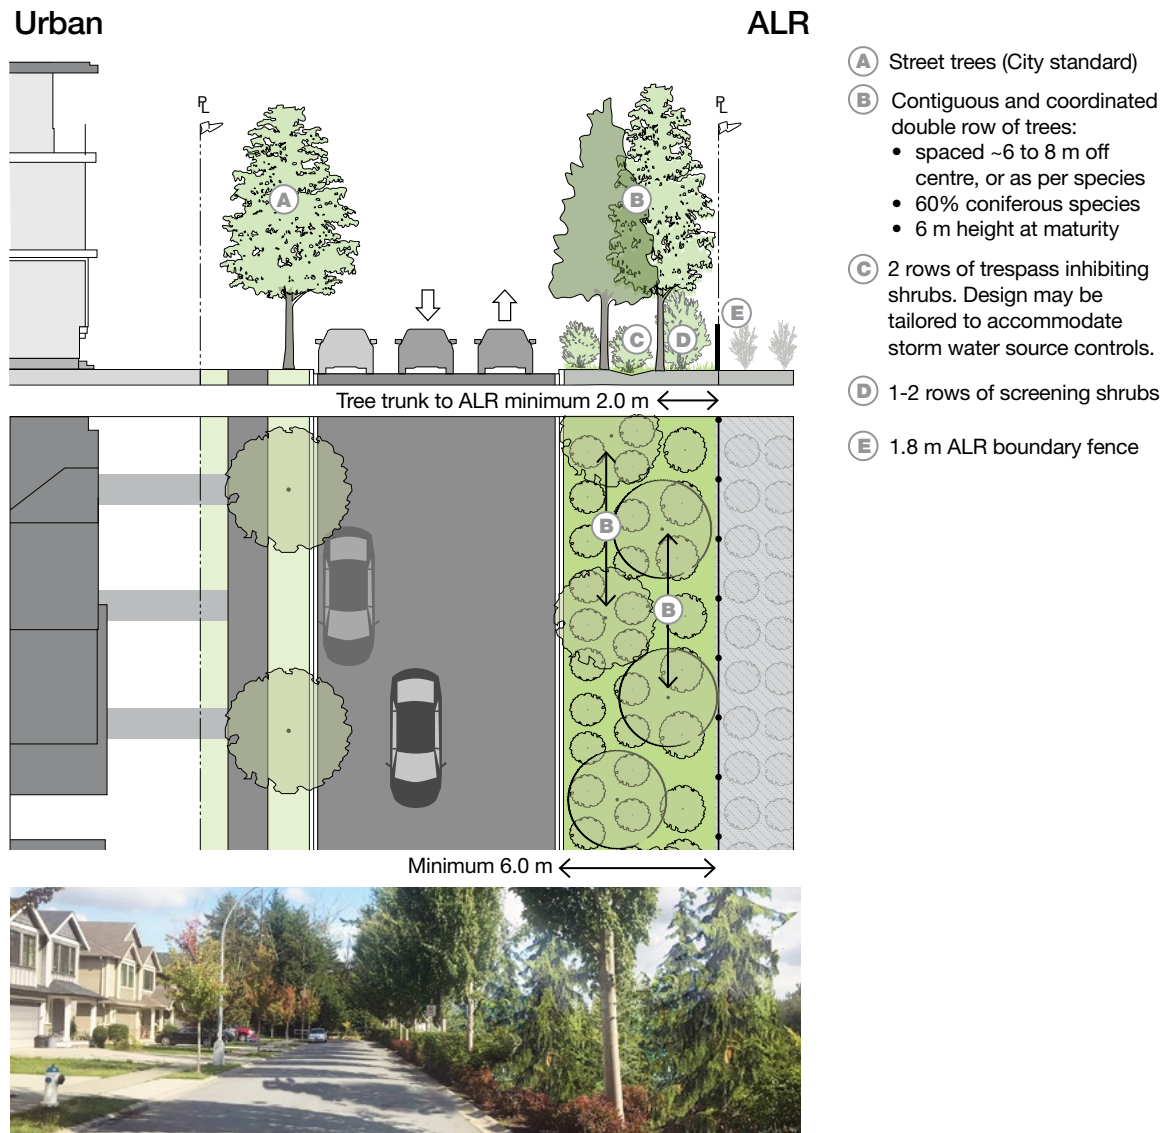 Urban
ALR
PL
PL
A
B
C
D
E
Tree trunk to ALR minimum 2.0 m
B
B
Minimum 6.0 m
A Street trees (City standard)
B Contiguous and coordinated
double row of trees:
• spaced ~6 to 8 m off
centre, or as per species
• 60% coniferous species
• 6 m height at maturity
C 2 rows of trespass inhibiting
shrubs. Design may be
tailored to accommodate
storm water source controls.
D 1-2 rows of screening shrubs
E 1.8 m ALR boundary fence